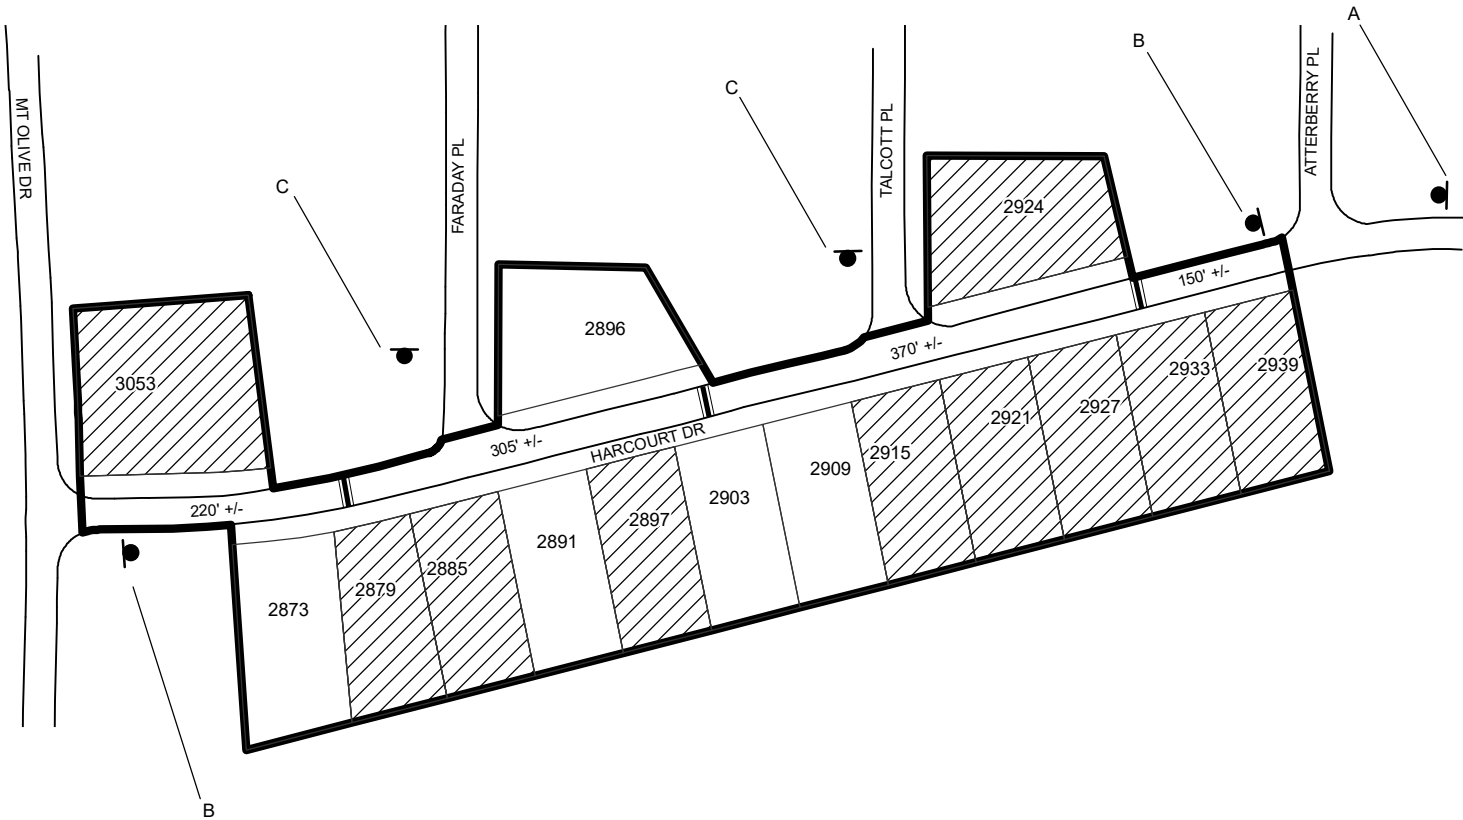 A
B
ATTERBERRY PL
C
TALCOTT PL
MT OLIVE DR
FARADAY PL
C
2924
150' +/-
2896
370' +/-
3053
2939
2933
2927
2921
305' +/-
HARCOURT DR
2915
2909
2903
2897
220' +/-
2891
2885
2879
2873
B